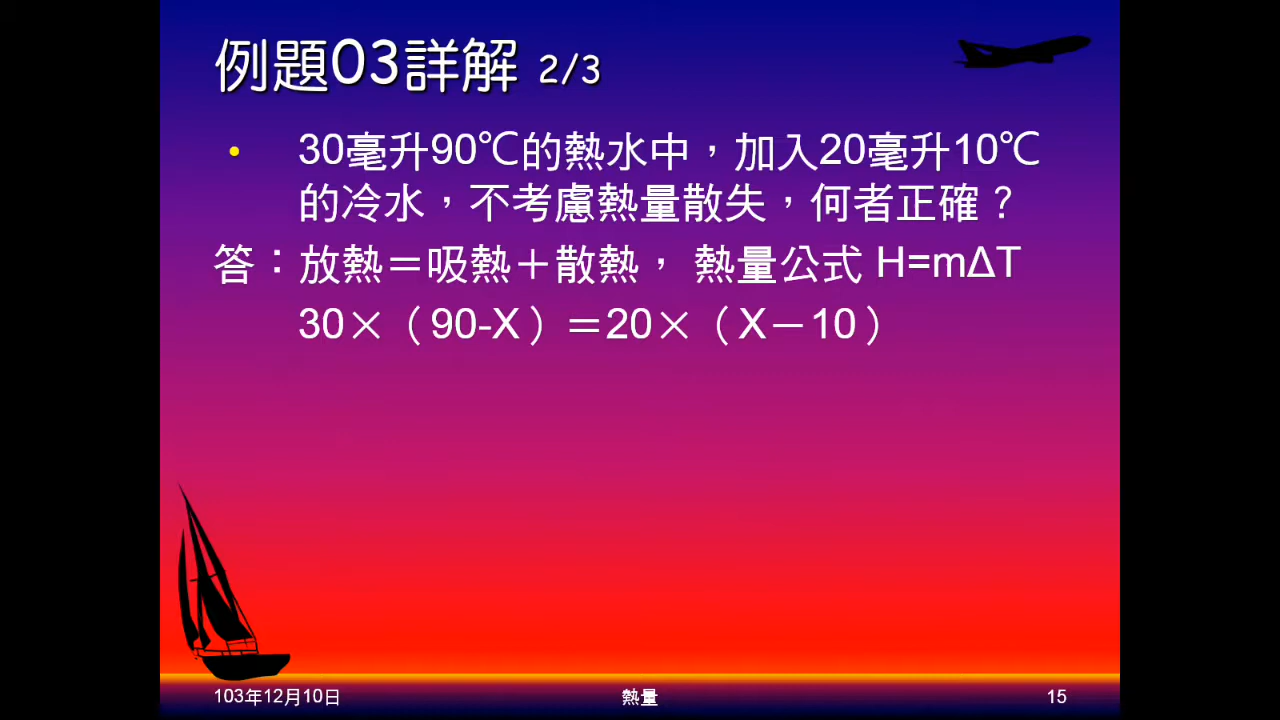 例題03詳解 2/3
• 30毫升90℃的熱水中，加入20毫升10℃
的冷水，不考慮熱量散失，何者正確？
答：放熱＝吸熱＋散熱， 熱量公式 H=mΔT
30×（90-X）＝20×（X－10）
103年12月10日
熱量
15